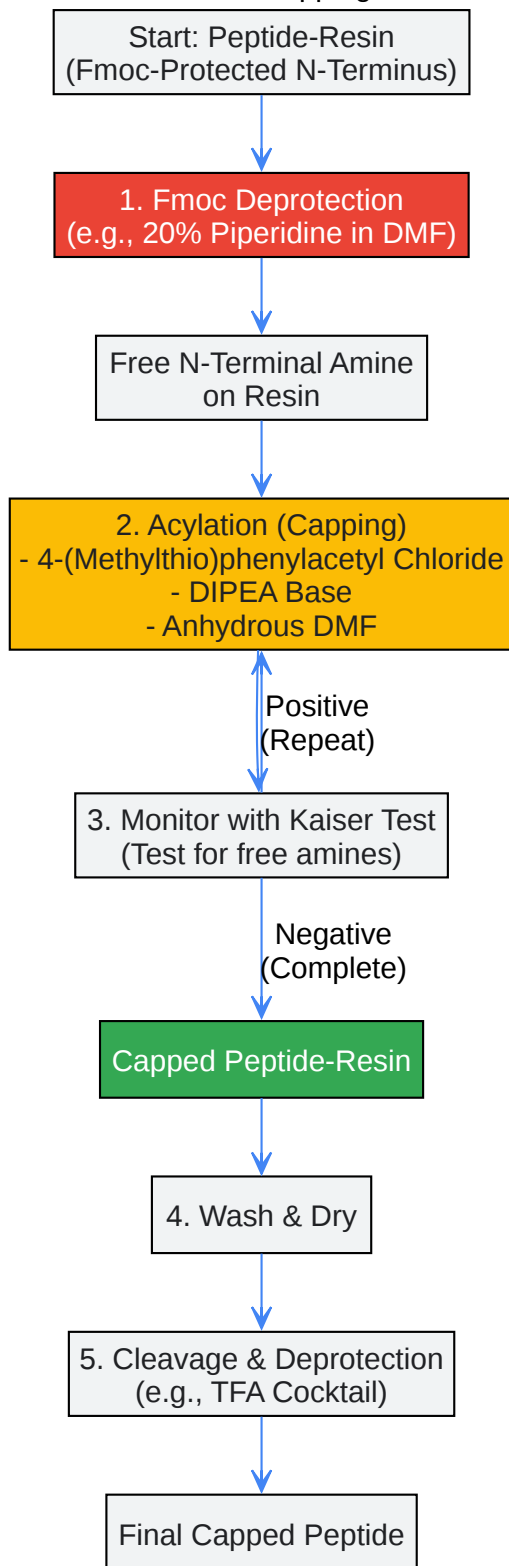 Start: Peptide-Resin
(Fmoc-Protected N-Terminus)
1. Fmoc Deprotection
(e.g., 20% Piperidine in DMF)
Free N-Terminal Amine
on Resin
2. Acylation (Capping)
- 4-(Methylthio)phenylacetyl Chloride
- DIPEA Base
- Anhydrous DMF
Positive
(Repeat)
3. Monitor with Kaiser Test
(Test for free amines)
Negative
(Complete)
Capped Peptide-Resin
4. Wash & Dry
5. Cleavage & Deprotection
(e.g., TFA Cocktail)
Final Capped Peptide